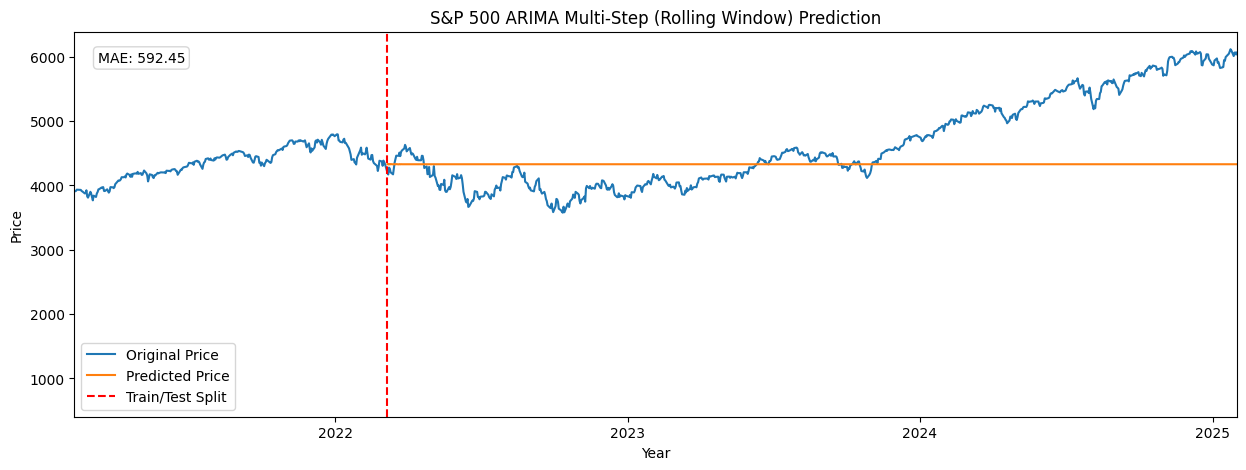 S&P 500 ARIMA Multi-Step (Rolling Window) Prediction
MAE: 592.45
6000
5000
4000
3000
2000
1000
Price
Original Price
Predicted Price
Train/Test Split
2022
2023
2024
2025
Year